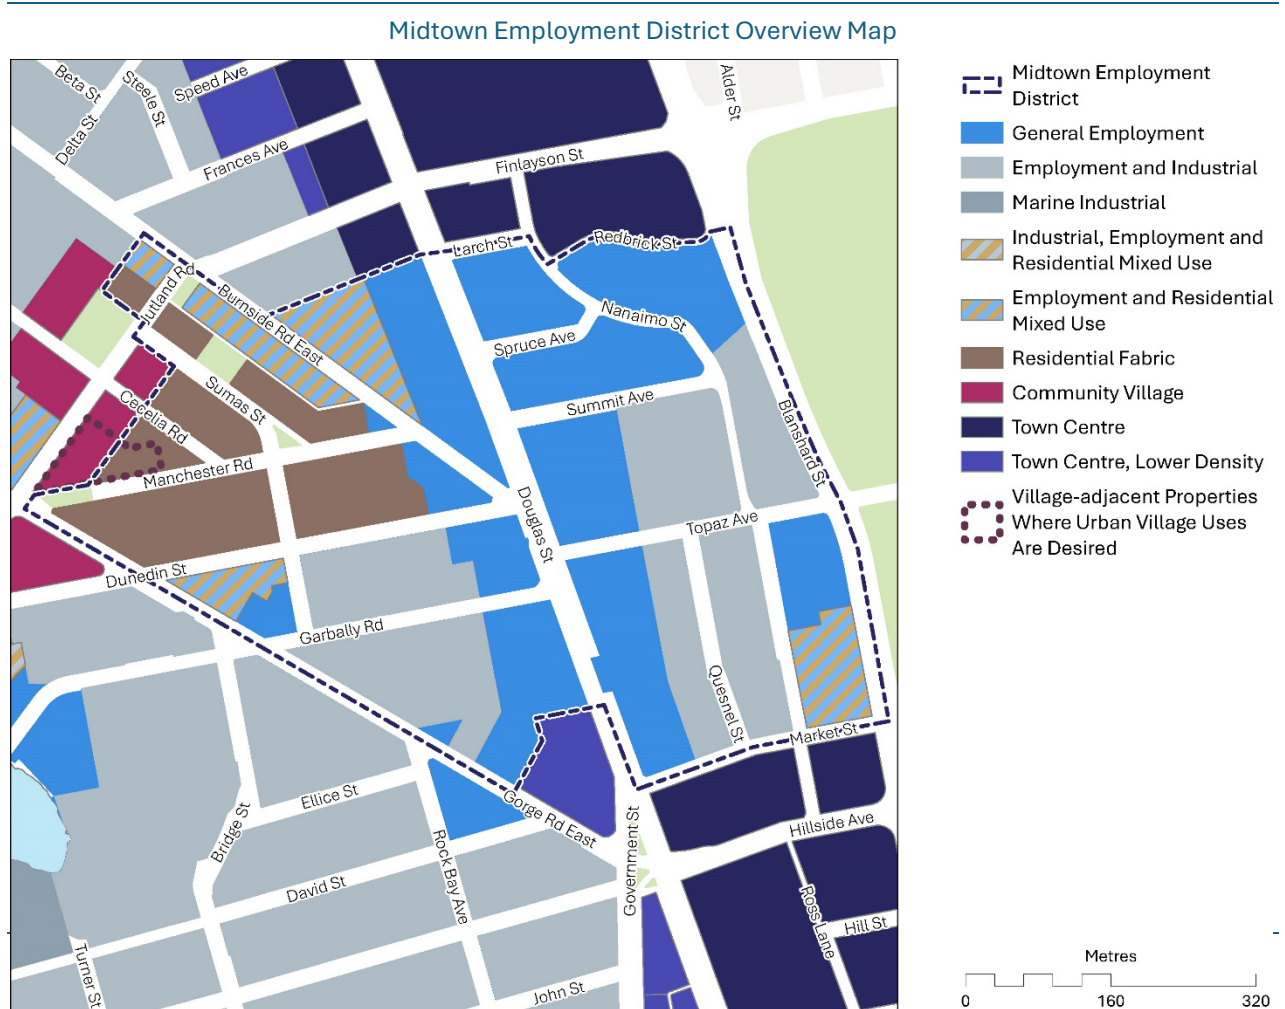 Midtown Employment District Overview Map
Beta St
Steele St
Speed Ave
Delta St
Frances Ave
Alder St
Finlayson St
Larch St
Redbrick St
Jutland Rd
Burnside Rd East
Nanaimo St
Spruce Ave
Sumas St
Summit Ave
Cecelia Rd
Blanshard St
Manchester Rd
Douglas St
Topaz Ave
Dunedin St
Garbally Rd
Quesnel St
Market St
Ellice St
Gorge Rd East
Bridge St
Rock Bay Ave
Government St
Hillside Ave
David St
Ross Lane
Hill St
Turner St
John St
Midtown Employment
District
General Employment
Employment and Industrial
Marine Industrial
Industrial, Employment and
Residential Mixed Use
Employment and Residential
Mixed Use
Residential Fabric
Community Village
Town Centre
Town Centre, Lower Density
Village-adjacent Properties
Where Urban Village Uses
Are Desired
Metres
0 160 320